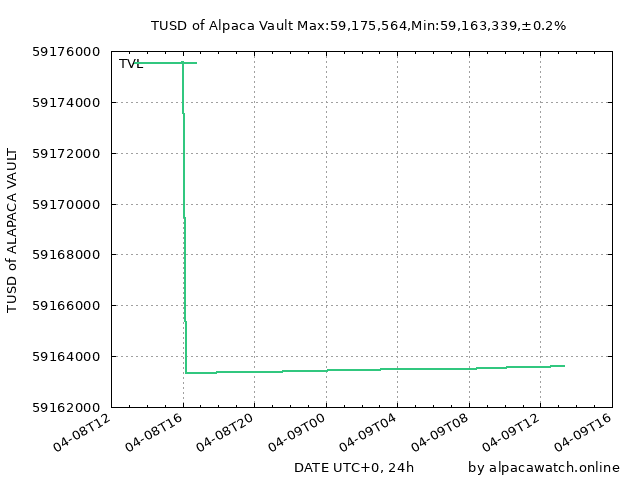 TUSD of Alpaca Vault Max:59,175,564,Min:59,163,339,±0.2%
59176000
TVL
59174000
59172000
59170000
59168000
59166000
59164000
59162000
TUSD of ALAPACA VAULT
04-08T12
04-08T16
04-08T20
04-09T00
04-09T04
04-09T08
04-09T12
04-09T16
DATE UTC+0, 24h
by alpacawatch.online